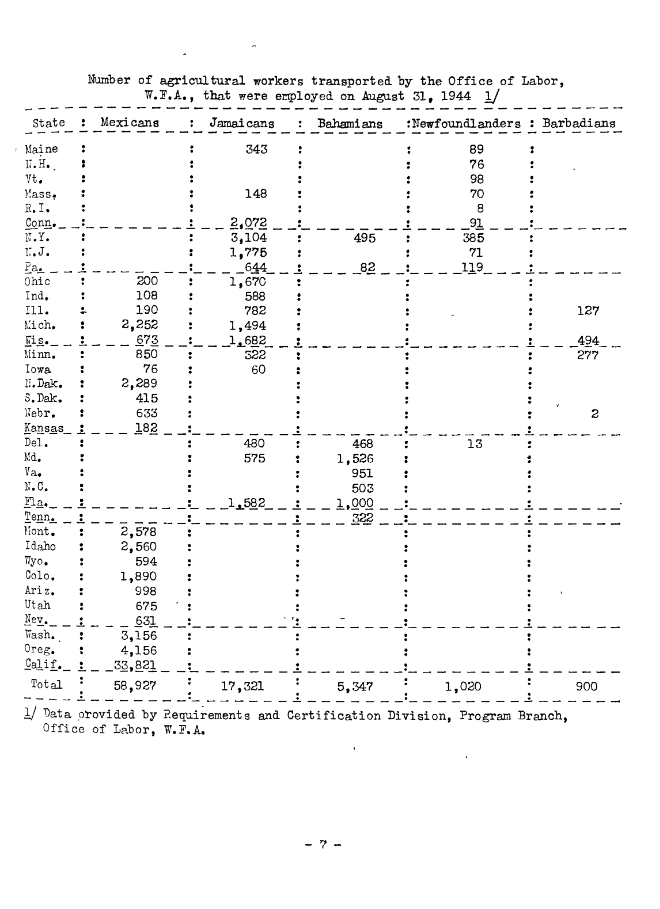 Number of agricultural workers transported by the Office of Labor,
W.F.A., that were employed on August 31, 1944 1/
State : Mexicans : Jamaicans : Bahamians :Newfoundlanders : Barbadians
Maine : : 343 : : 89 :
N.H. : : : : 76 :
Vt. : : : : 98 :
Mass. : : 148 : : 70 :
R.I. : : : : 8 :
Conn. : : 2,072 : : 91 :
N.Y. : : 3,104 : 495 : 385 :
N.J. : : 1,775 : : 71 :
Pa. : : 644 : 82 : 119 :
Ohio : 200 : 1,670 : : :
Ind. : 108 : 588 : : :
Ill. : 190 : 782 : : : 127
Mich. : 2,252 : 1,494 : : :
Wis. : 673 : 1,682 : : : 494
Minn. : 850 : 322 : : : 277
Iowa : 76 : 60 : : :
N.Dak. : 2,289 : : : :
S.Dak. : 415 : : : :
Nebr. : 633 : : : : 2
Kansas : 182 : : : :
Del. : : 480 : 468 : 13 :
Md. : : 575 : 1,526 : :
Va. : : : 951 : :
N.C. : : : 503 : :
Fla. : : 1,582 : 1,000 : :
Tenn. : : : 322 : :
Mont. : 2,578 : : : :
Idaho : 2,560 : : : :
Wyo. : 594 : : : :
Colo. : 1,890 : : : :
Ariz. : 998 : : : :
Utah : 675 : : : :
Nev. : 631 : : : :
Wash. : 3,156 : : : :
Oreg. : 4,156 : : : :
Calif. : 33,821 : : : :
Total : 58,927 : 17,321 : 5,347 : 1,020 : 900
1/ Data provided by Requirements and Certification Division, Program Branch,
Office of Labor, W.F.A.
- 7 -